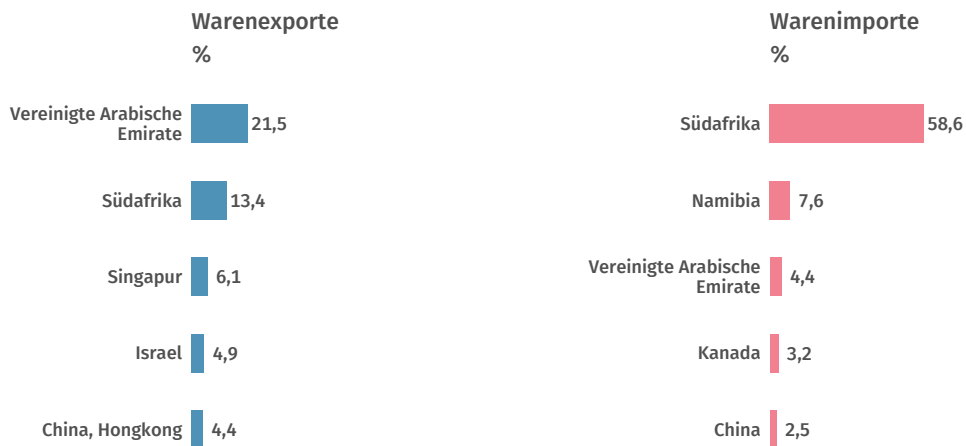 Warenexporte
%
Vereinigte Arabische
Emirate
21,5
Südafrika
13,4
Singapur
6,1
Israel
4,9
China, Hongkong
4,4
Warenimporte
%
Südafrika
58,6
Namibia
7,6
Vereinigte Arabische
Emirate
4,4
Kanada
3,2
China
2,5